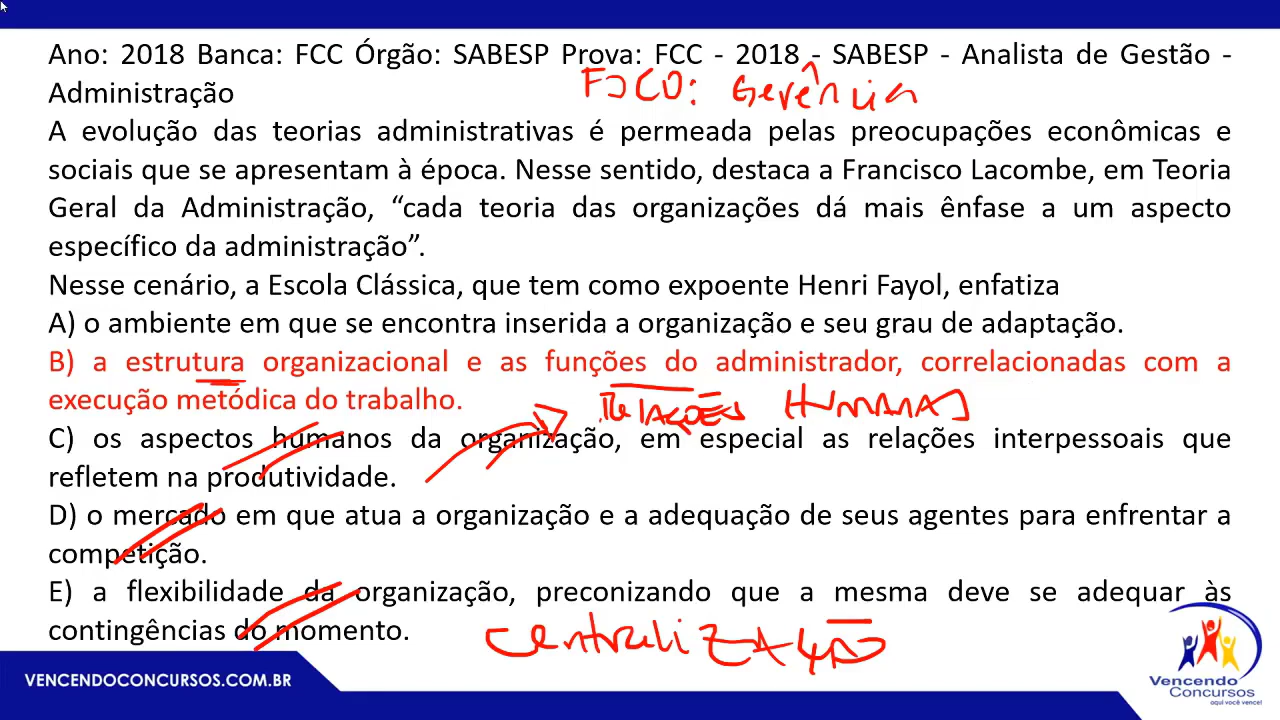 Ano: 2018 Banca: FCC Órgão: SABESP Prova: FCC - 2018 - SABESP - Analista de Gestão -
Administração
FOCO: Gerência
A evolução das teorias administrativas é permeada pelas preocupações econômicas e
sociais que se apresentam à época. Nesse sentido, destaca a Francisco Lacombe, em Teoria
Geral da Administração, “cada teoria das organizações dá mais ênfase a um aspecto
específico da administração”.
Nesse cenário, a Escola Clássica, que tem como expoente Henri Fayol, enfatiza
A) o ambiente em que se encontra inserida a organização e seu grau de adaptação.
B) a estrutura organizacional e as funções do administrador, correlacionadas com a
execução metódica do trabalho.
RELAÇÕES HUMANAS
C) os aspectos humanos da organização, em especial as relações interpessoais que
refletem na produtividade.
D) o mercado em que atua a organização e a adequação de seus agentes para enfrentar a
competição.
E) a flexibilidade da organização, preconizando que a mesma deve se adequar às
contingências do momento.
CentraliZAÇÃO
VENCENDOCONCURSOS.COM.BR
Vencendo
Concursos
aqui você vence!